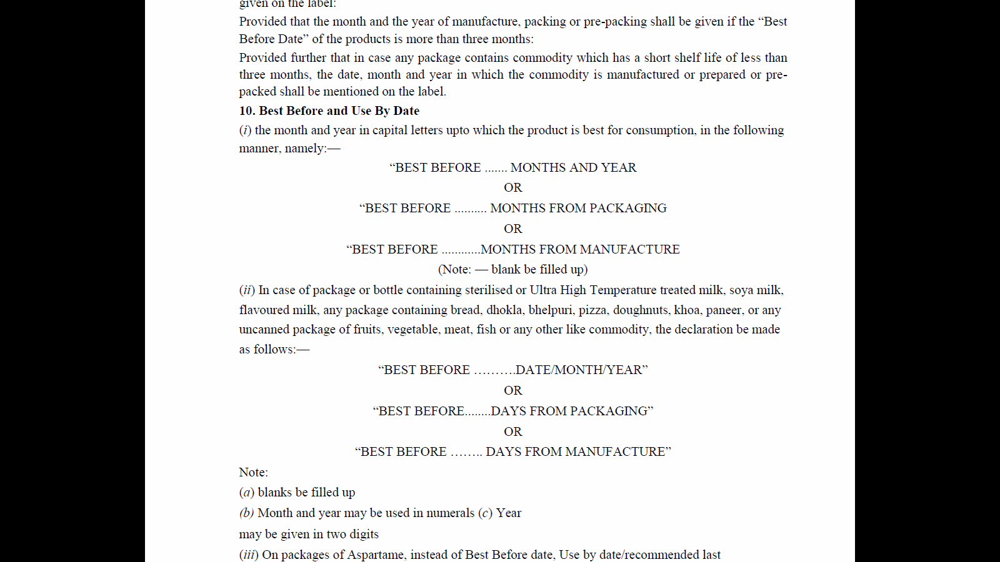 given on the label:
Provided that the month and the year of manufacture, packing or pre-packing shall be given if the “Best
Before Date” of the products is more than three months:
Provided further that in case any package contains commodity which has a short shelf life of less than
three months, the date, month and year in which the commodity is manufactured or prepared or pre-
packed shall be mentioned on the label.
10. Best Before and Use By Date
(i) the month and year in capital letters upto which the product is best for consumption, in the following
manner, namely:—
“BEST BEFORE ....... MONTHS AND YEAR
OR
“BEST BEFORE .......... MONTHS FROM PACKAGING
OR
“BEST BEFORE ............MONTHS FROM MANUFACTURE
(Note: — blank be filled up)
(ii) In case of package or bottle containing sterilised or Ultra High Temperature treated milk, soya milk,
flavoured milk, any package containing bread, dhokla, bhelpuri, pizza, doughnuts, khoa, paneer, or any
uncanned package of fruits, vegetable, meat, fish or any other like commodity, the declaration be made
as follows:—
“BEST BEFORE ……….DATE/MONTH/YEAR”
OR
“BEST BEFORE........DAYS FROM PACKAGING”
OR
“BEST BEFORE …….. DAYS FROM MANUFACTURE”
Note:
(a) blanks be filled up
(b) Month and year may be used in numerals (c) Year
may be given in two digits
(iii) On packages of Aspartame, instead of Best Before date, Use by date/recommended last